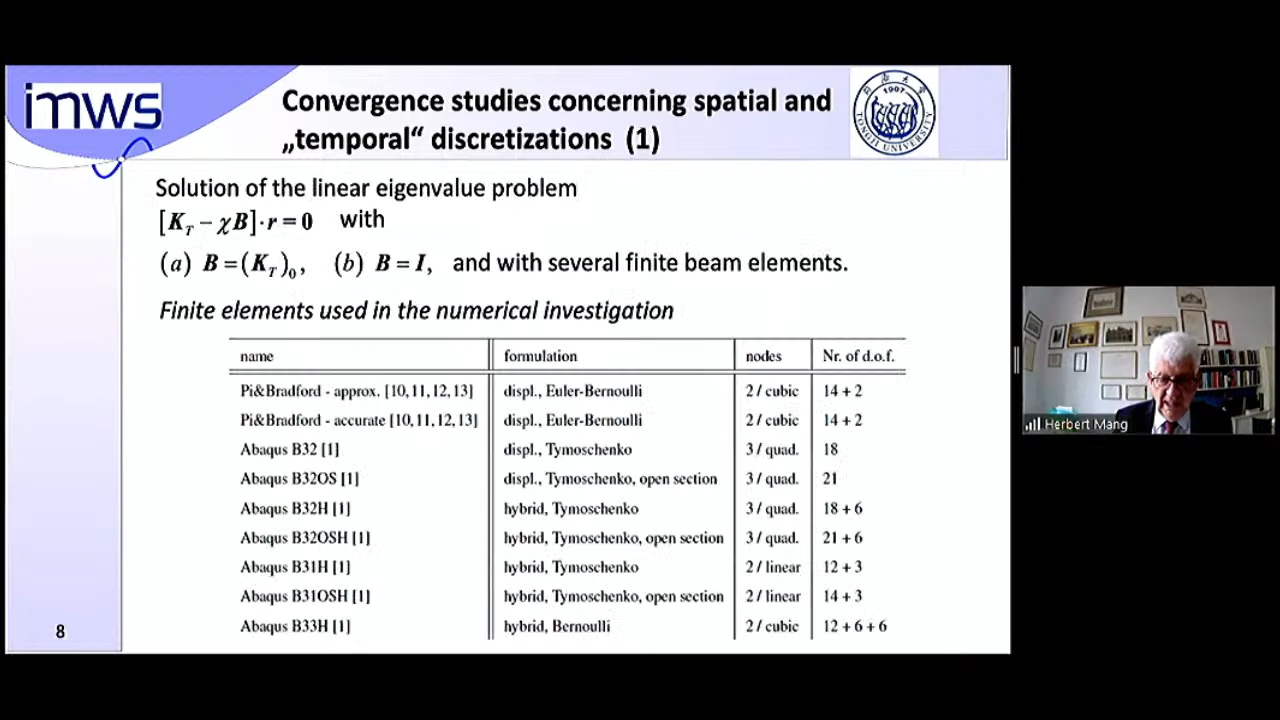 imws
Convergence studies concerning spatial and
„temporal“ discretizations (1)
1907
TONGJI UNIVERSITY
Solution of the linear eigenvalue problem
[K_T − χB]·r = 0 with
(a) B = (K_T)_0, (b) B = I, and with several finite beam elements.
Finite elements used in the numerical investigation
name formulation nodes Nr. of d.o.f.
Pi&Bradford - approx. [10,11,12,13] displ., Euler-Bernoulli 2 / cubic 14 + 2
Pi&Bradford - accurate [10,11,12,13] displ., Euler-Bernoulli 2 / cubic 14 + 2
Abaqus B32 [1] displ., Tymoschenko 3 / quad. 18
Abaqus B32OS [1] displ., Tymoschenko, open section 3 / quad. 21
Abaqus B32H [1] hybrid, Tymoschenko 3 / quad. 18 + 6
Abaqus B32OSH [1] hybrid, Tymoschenko, open section 3 / quad. 21 + 6
Abaqus B31H [1] hybrid, Tymoschenko 2 / linear 12 + 3
Abaqus B31OSH [1] hybrid, Tymoschenko, open section 2 / linear 14 + 3
Abaqus B33H [1] hybrid, Bernoulli 2 / cubic 12 + 6 + 6
8
Herbert Mang